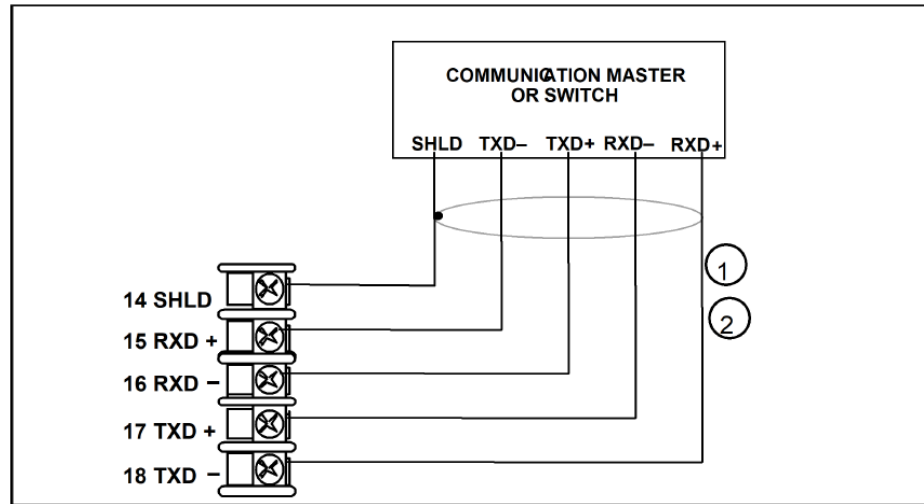 COMMUNICATION MASTER
OR SWITCH
SHLD TXD– TXD+ RXD– RXD+
1
14 SHLD
2
15 RXD +
16 RXD –
17 TXD +
18 TXD –